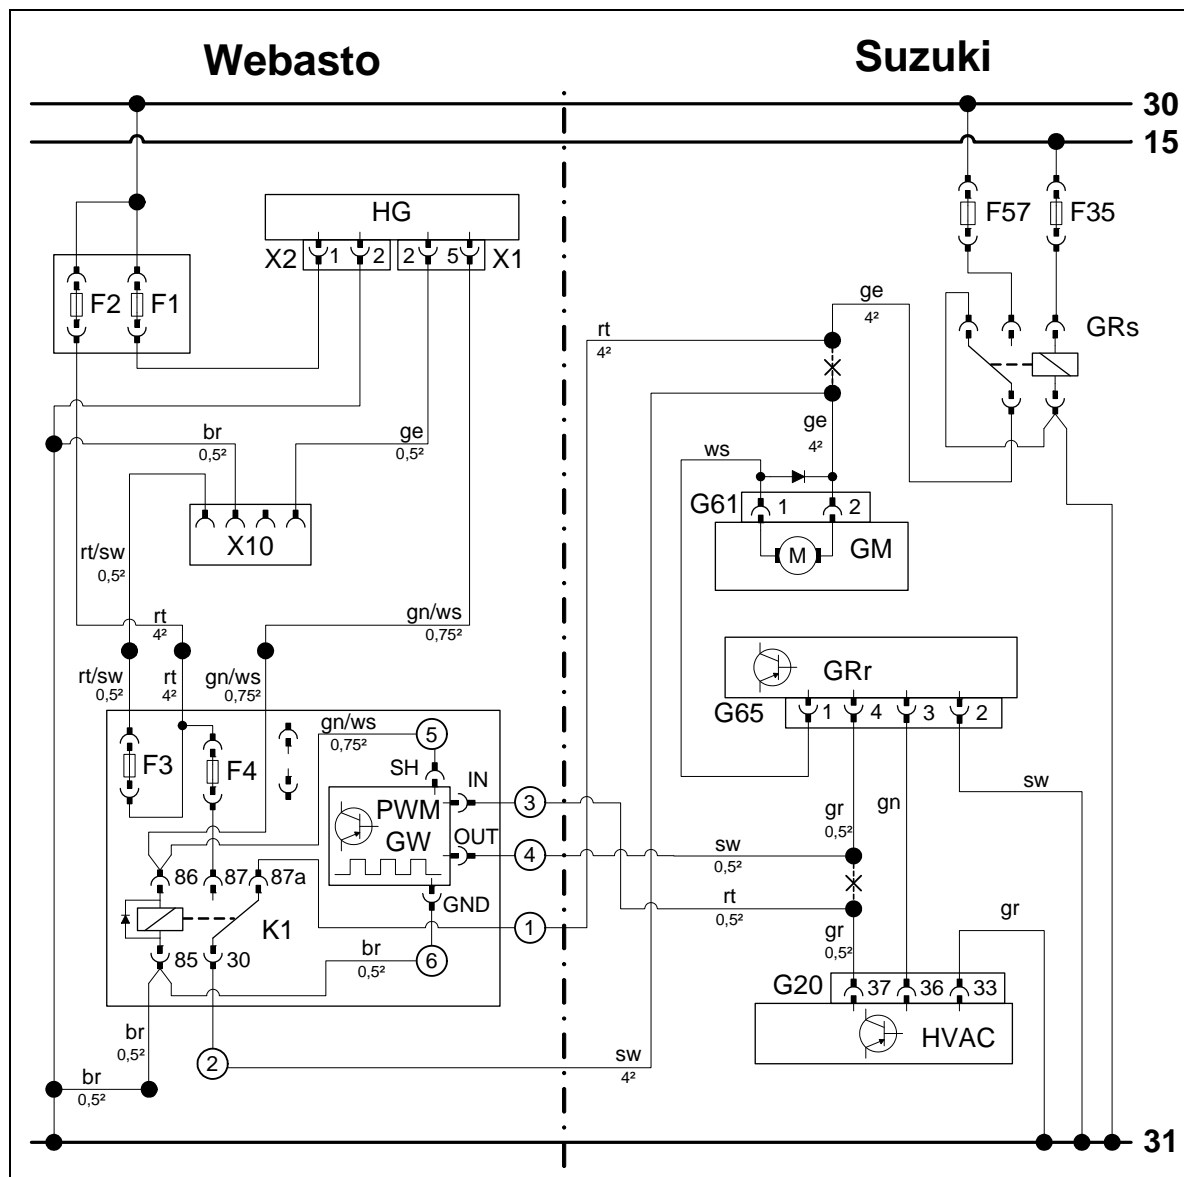 Webasto
Suzuki
30
15
HG
F57 F35
X2 1 2 2 5 X1
F2 F1
ge
4²
rt
4²
GRs
br
0,5²
ge
0,5²
ge
4²
ws
G61 1 2
X10
M GM
rt/sw
0,5²
rt
4²
gn/ws
0,75²
rt/sw
0,5²
rt
4²
gn/ws
0,75²
GRr
G65 1 4 3 2
gn/ws
0,75²
5
SH
IN
F3 F4
PWM
GW
3
OUT
4
sw
gr
0,5²
gn
sw
0,5²
86 87 87a
GND
rt
0,5²
gr
K1
1
gr
0,5²
85 30
br
0,5²
6
G20 37 36 33
HVAC
br
0,5²
2
sw
4²
br
0,5²
31